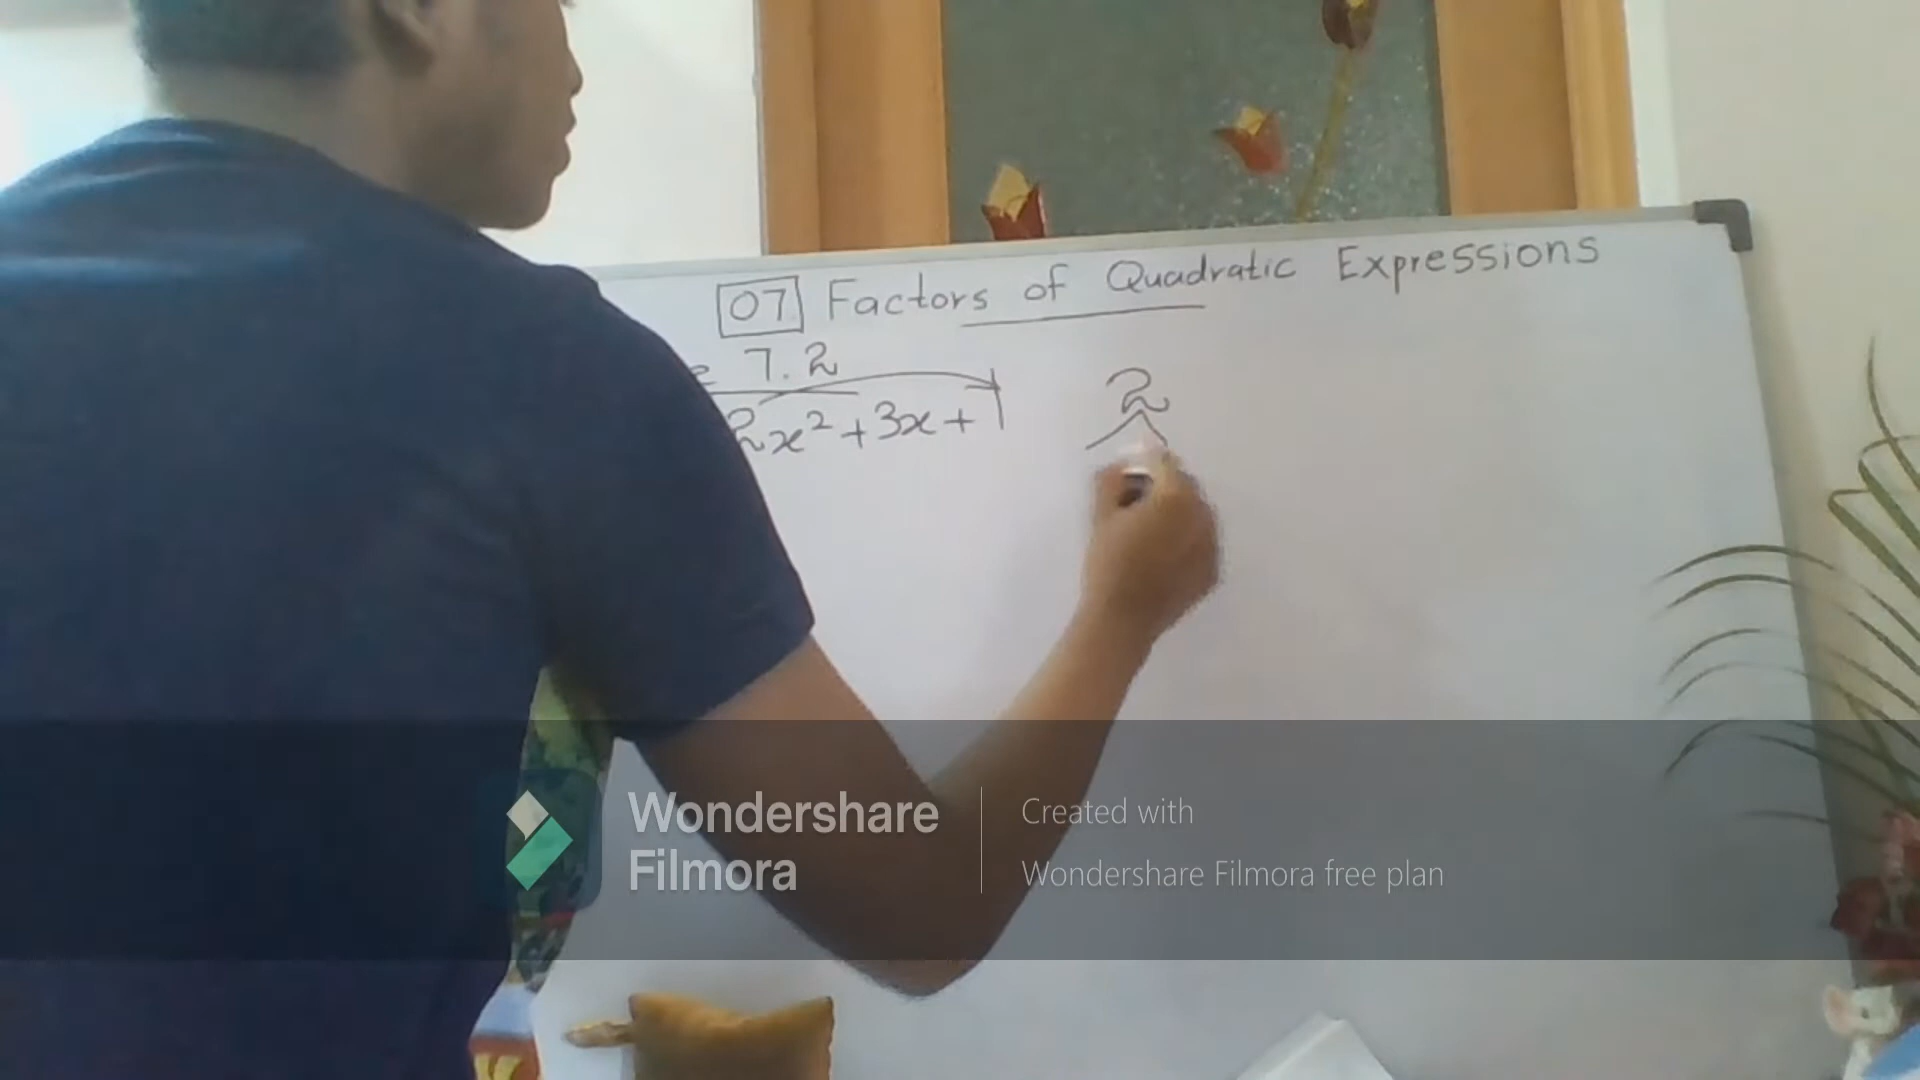 07 Factors of Quadratic Expressions
7.2
2x² + 3x + 1
2
Wondershare
Filmora
Created with
Wondershare Filmora free plan